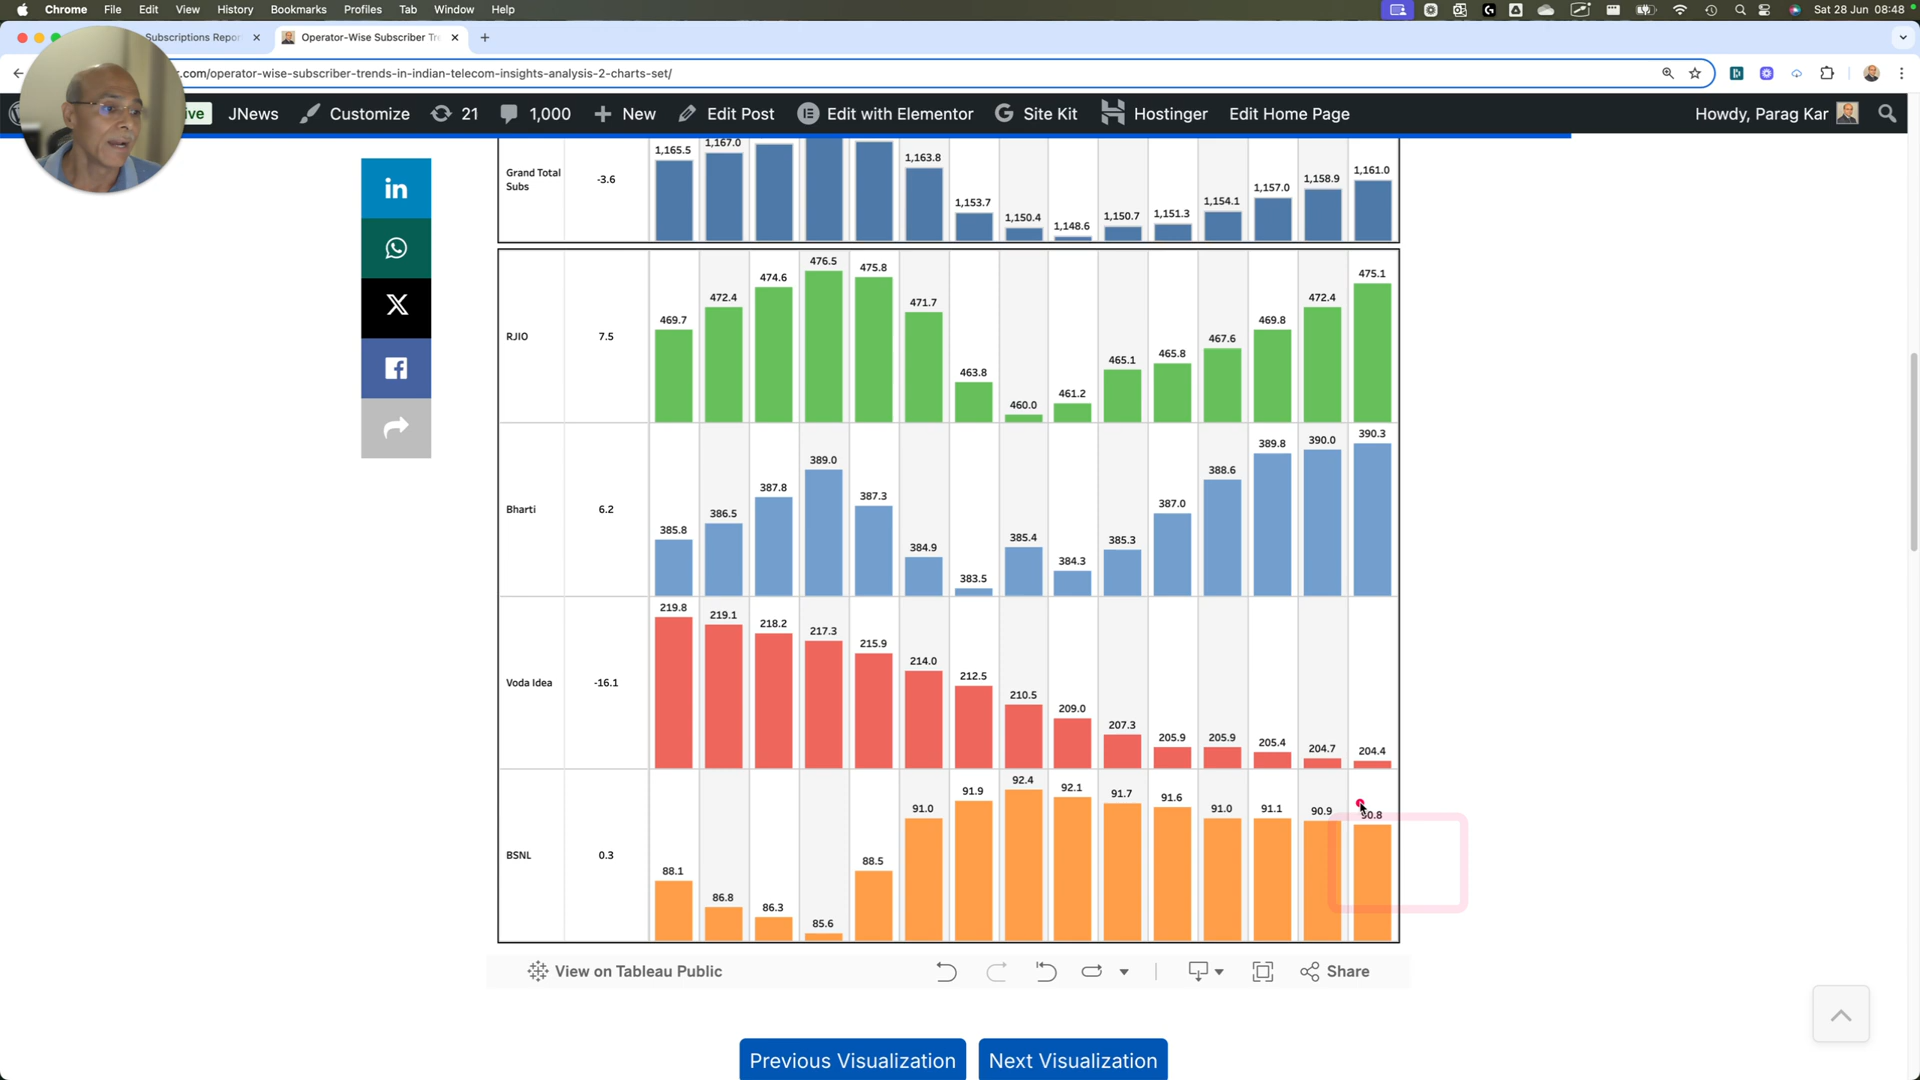 Chrome File Edit View History Bookmarks Profiles Tab Window Help Sat 28 Jun 08:48
Subscriptions Repor Operator-Wise Subscriber Tre
.com/operator-wise-subscriber-trends-in-indian-telecom-insights-analysis-2-charts-set/
ive JNews Customize 21 1,000 New Edit Post Edit with Elementor Site Kit Hostinger Edit Home Page Howdy, Parag Kar
Grand Total Subs -3.6 1,165.5 1,167.0 1,163.8 1,153.7 1,150.4 1,148.6 1,150.7 1,151.3 1,154.1 1,157.0 1,158.9 1,161.0
RJIO 7.5 469.7 472.4 474.6 476.5 475.8 471.7 463.8 460.0 461.2 465.1 465.8 467.6 469.8 472.4 475.1
Bharti 6.2 385.8 386.5 387.8 389.0 387.3 384.9 383.5 385.4 384.3 385.3 387.0 388.6 389.8 390.0 390.3
Voda Idea -16.1 219.8 219.1 218.2 217.3 215.9 214.0 212.5 210.5 209.0 207.3 205.9 205.9 205.4 204.7 204.4
BSNL 0.3 88.1 86.8 86.3 85.6 88.5 91.0 91.9 92.4 92.1 91.7 91.6 91.0 91.1 90.9 90.8
View on Tableau Public Share
Previous Visualization Next Visualization